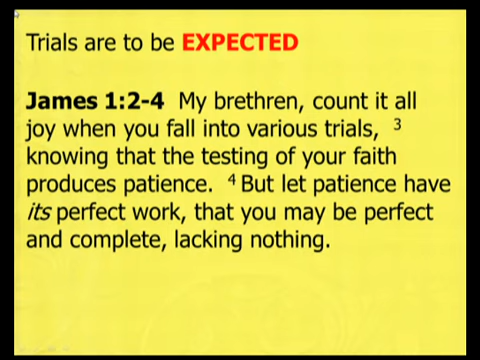 Trials are to be EXPECTED
James 1:2-4 My brethren, count it all
joy when you fall into various trials, 3
knowing that the testing of your faith
produces patience. 4 But let patience have
its perfect work, that you may be perfect
and complete, lacking nothing.